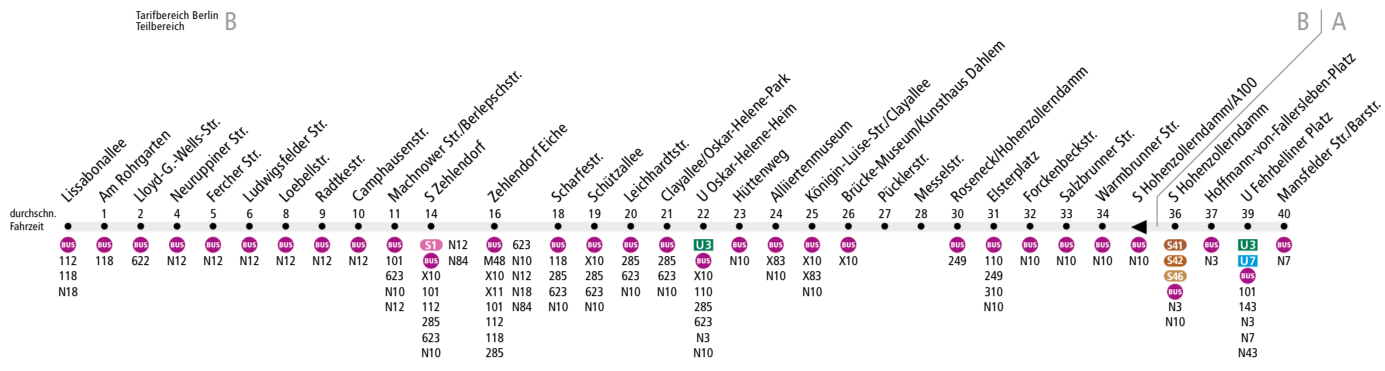 Tarifbereich Berlin
Teilbereich
B
B
A
Lissabonallee
Am Rohrgarten
Lloyd-G.-Wells-Str.
Neuruppiner Str.
Fercher Str.
Ludwigsfelder Str.
Loebellstr.
Radtkestr.
Camphausenstr.
Machnower Str./Berlepschstr.
S Zehlendorf
Zehlendorf Eiche
Scharfestr.
Schützallee
Leichhardtstr.
Clayallee/Oskar-Helene-Park
U Oskar-Helene-Heim
Hüttenweg
Alliiertenmuseum
Königin-Luise-Str./Clayallee
Brücke-Museum/Kunsthaus Dahlem
Pücklerstr.
Messelstr.
Roseneck/Hohenzollerndamm
Elsterplatz
Forckenbeckstr.
Salzbrunner Str.
Warmbrunner Str.
S Hohenzollerndamm/A100
S Hohenzollerndamm
Hoffmann-von-Fallersleben-Platz
U Fehrbelliner Platz
Mansfelder Str./Barstr.
durchschn. 1 2 4 5 6 8 9 10 11 14 16 18 19 20 21 22 23 24 25 26 27 28 30 31 32 33 34 36 37 39 40
Fahrzeit
BUS
112
118
N18
BUS
118
BUS
622
BUS
N12
BUS
N12
BUS
N12
BUS
N12
BUS
N12
BUS
N12
BUS
101
623
N10
N12
S1
BUS
X10
101
112
285
623
N10
N12
N84
BUS
M48
X10
X11
101
112
118
285
623
N10
N12
N18
N84
BUS
118
285
623
N10
BUS
X10
285
623
N10
BUS
285
623
N10
BUS
285
623
N10
U3
BUS
X10
110
285
623
N3
N10
BUS
N10
BUS
X83
N10
BUS
X10
X83
N10
BUS
X10
BUS
249
BUS
110
249
310
N10
BUS
N10
BUS
N10
BUS
N10
BUS
N10
S41
S42
S46
BUS
N3
N10
BUS
N3
U3
U7
BUS
101
143
N3
N7
N43
BUS
N7